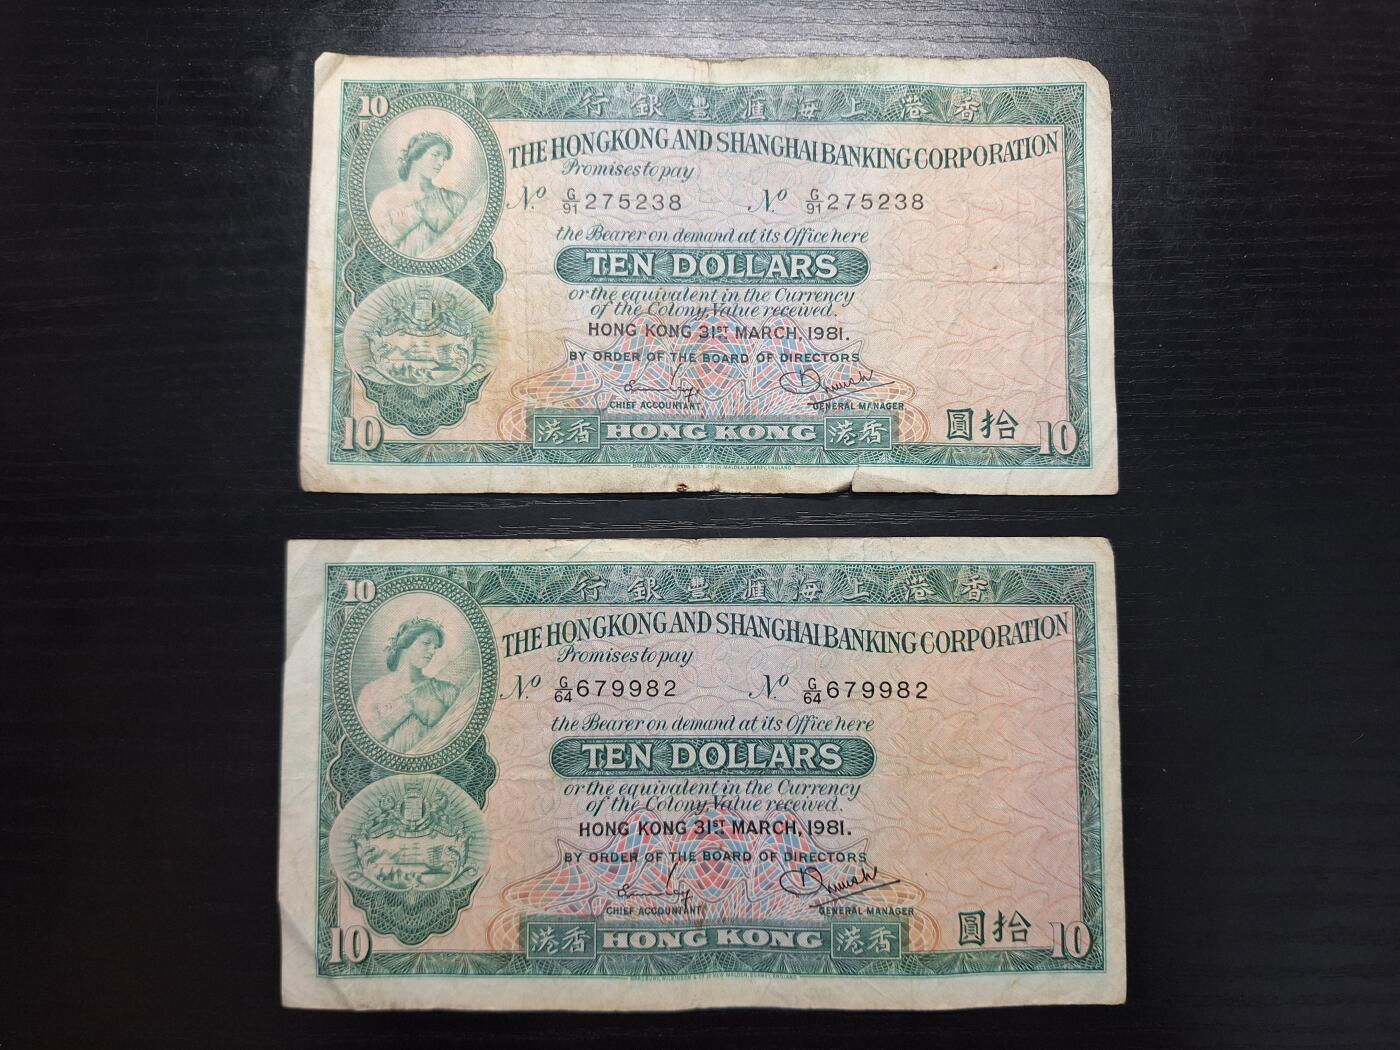 10
行銀豐滙海上港香
THE HONGKONG AND SHANGHAI BANKING CORPORATION
Promises to pay
No. G/91 275238 No. G/91 275238
the Bearer on demand at its Office here
TEN DOLLARS
or the equivalent in the Currency
of the Colony Value received.
HONG KONG 31ST MARCH, 1981.
BY ORDER OF THE BOARD OF DIRECTORS
CHIEF ACCOUNTANT GENERAL MANAGER
10 港香 HONG KONG 港香 圓拾 10
10
行銀豐滙海上港香
THE HONGKONG AND SHANGHAI BANKING CORPORATION
Promises to pay
No. G/64 679982 No. G/64 679982
the Bearer on demand at its Office here
TEN DOLLARS
or the equivalent in the Currency
of the Colony Value received.
HONG KONG 31ST MARCH, 1981.
BY ORDER OF THE BOARD OF DIRECTORS
CHIEF ACCOUNTANT GENERAL MANAGER
10 港香 HONG KONG 港香 圓拾 10